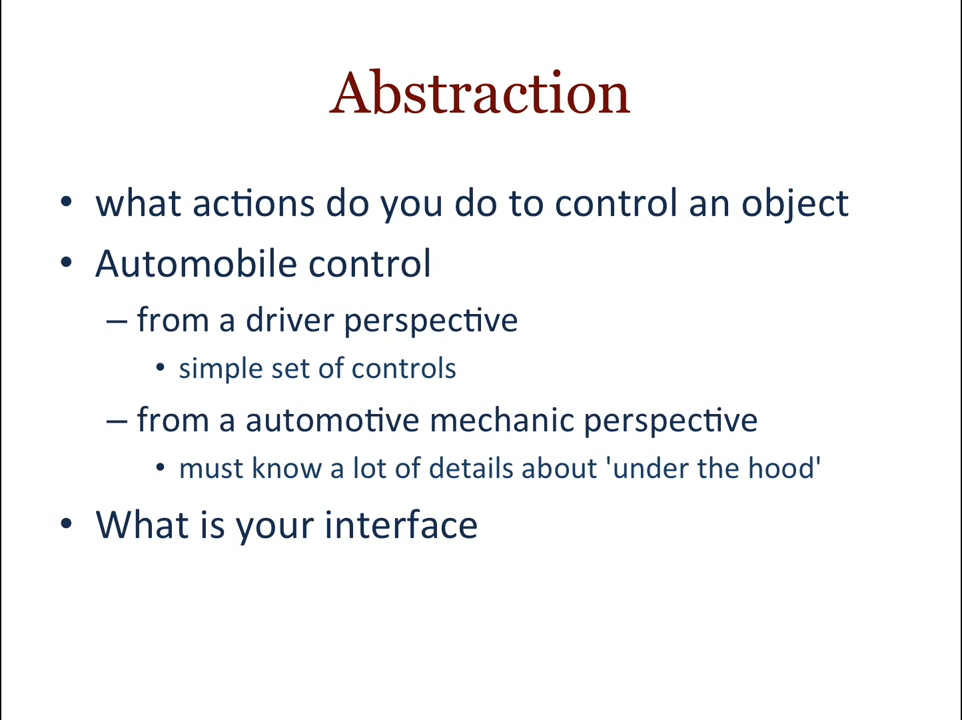 Abstraction
• what actions do you do to control an object
• Automobile control
– from a driver perspective
• simple set of controls
– from a automotive mechanic perspective
• must know a lot of details about 'under the hood'
• What is your interface